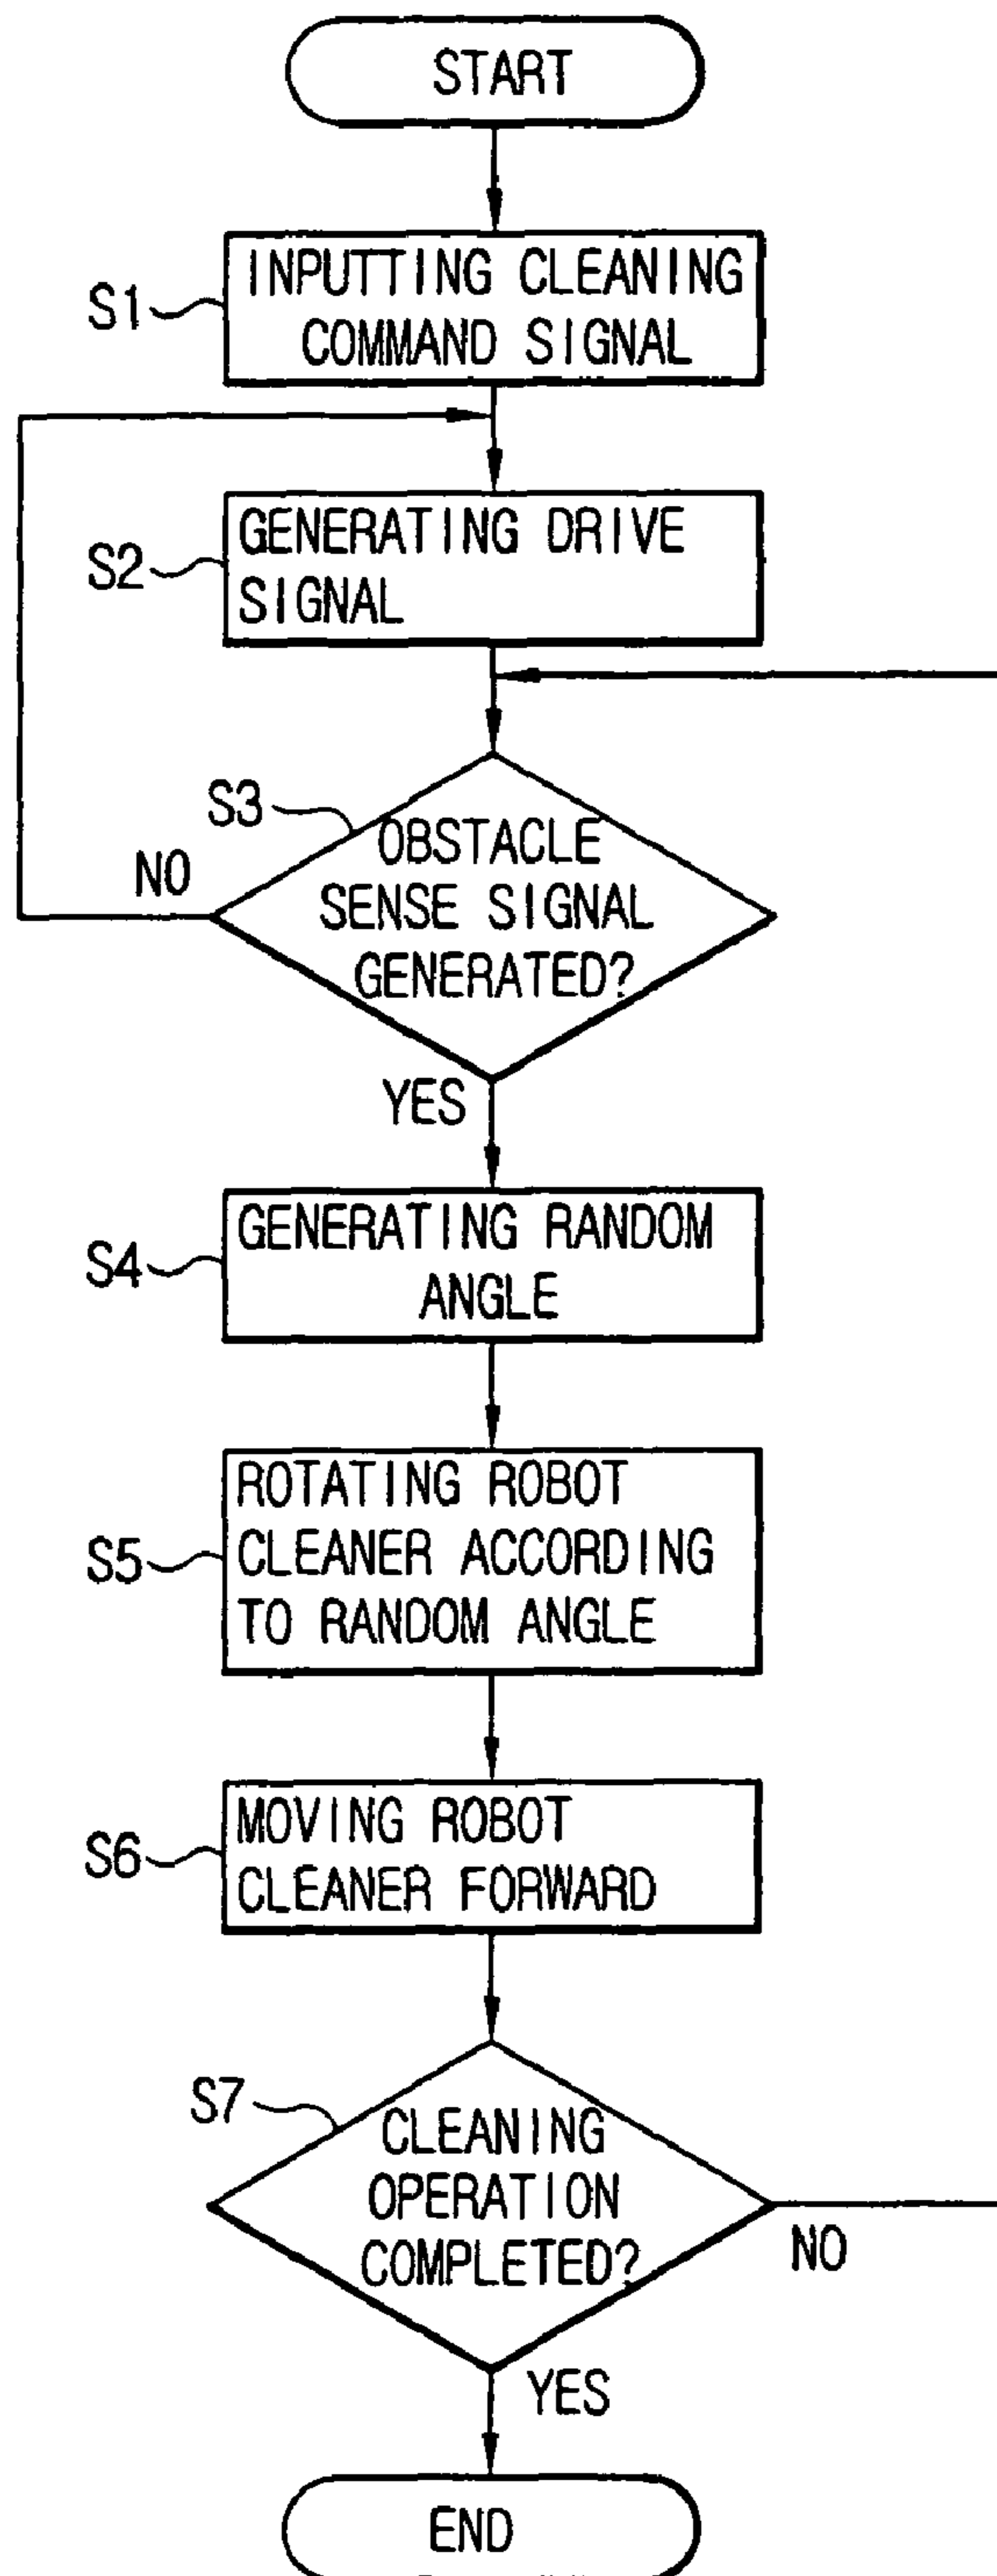 START
S1
INPUTTING CLEANING
COMMAND SIGNAL
S2
GENERATING DRIVE
SIGNAL
S3
OBSTACLE
SENSE SIGNAL
GENERATED?
NO
YES
S4
GENERATING RANDOM
ANGLE
S5
ROTATING ROBOT
CLEANER ACCORDING
TO RANDOM ANGLE
S6
MOVING ROBOT
CLEANER FORWARD
S7
CLEANING
OPERATION
COMPLETED?
NO
YES
END